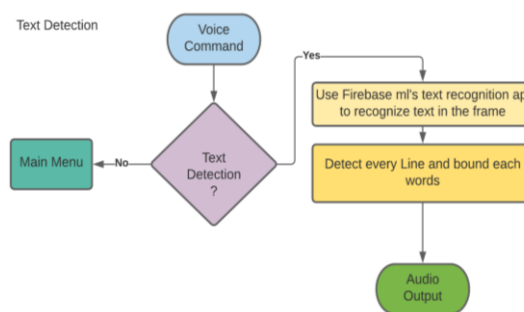 Text Detection
Voice
Command
Yes
Use Firebase ml's text recognition ap
to recognize text in the frame
Main Menu
No
Text
Detection
?
Detect every Line and bound each
words
Audio
Output